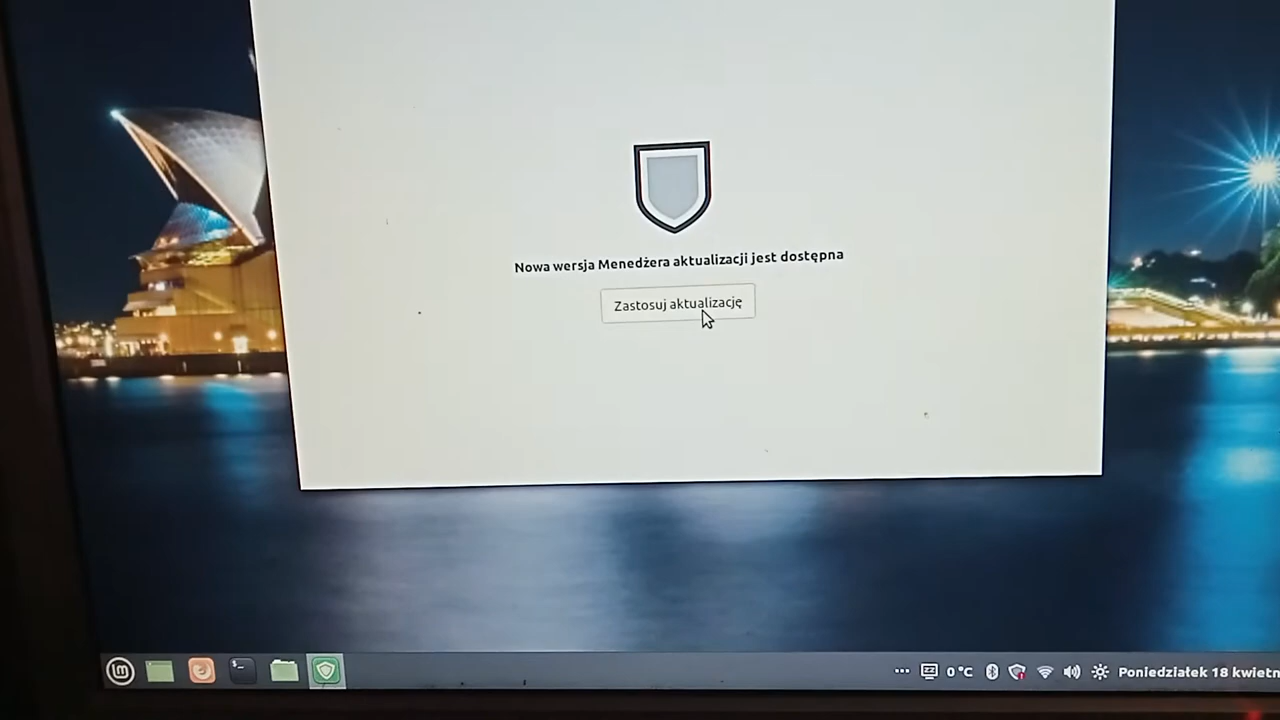 Nowa wersja Menedżera aktualizacji jest dostępna
Zastosuj aktualizację
0 °C
Poniedziałek 18 kwietn